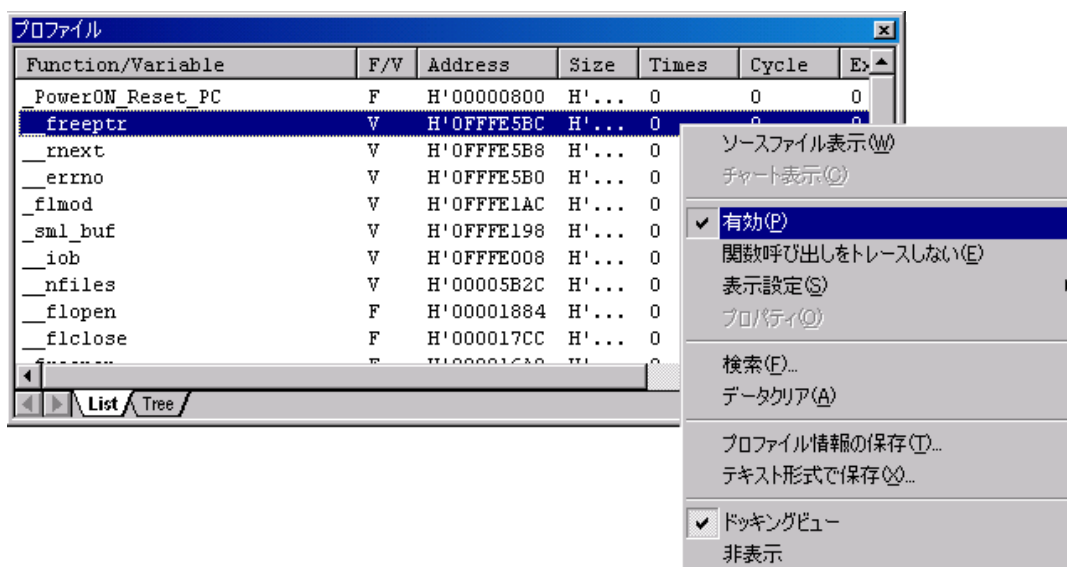 プロファイル
Function/Variable F/V Address Size Times Cycle Ex
_PowerON_Reset_PC F H'00000800 H'... 0 0 0
__freeptr V H'0FFFE5BC H'... 0 0 0
__rnext V H'0FFFE5B8 H'... 0
__errno V H'0FFFE5B0 H'... 0
_flmod V H'0FFFE1AC H'... 0
_sml_buf V H'0FFFE198 H'... 0
__iob V H'0FFFE008 H'... 0
__nfiles V H'00005B2C H'... 0
__flopen F H'00001884 H'... 0
__flclose F H'000017CC H'... 0
List Tree
ソースファイル表示(W)
チャート表示(C)
有効(P)
関数呼び出しをトレースしない(E)
表示設定(S)
プロパティ(O)
検索(F)...
データクリア(A)
プロファイル情報の保存(T)...
テキスト形式で保存(X)...
ドッキングビュー
非表示